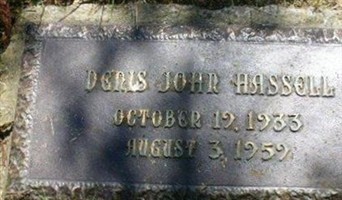 DENIS JOHN HASSELL
OCTOBER 19, 1933
AUGUST 3, 1959